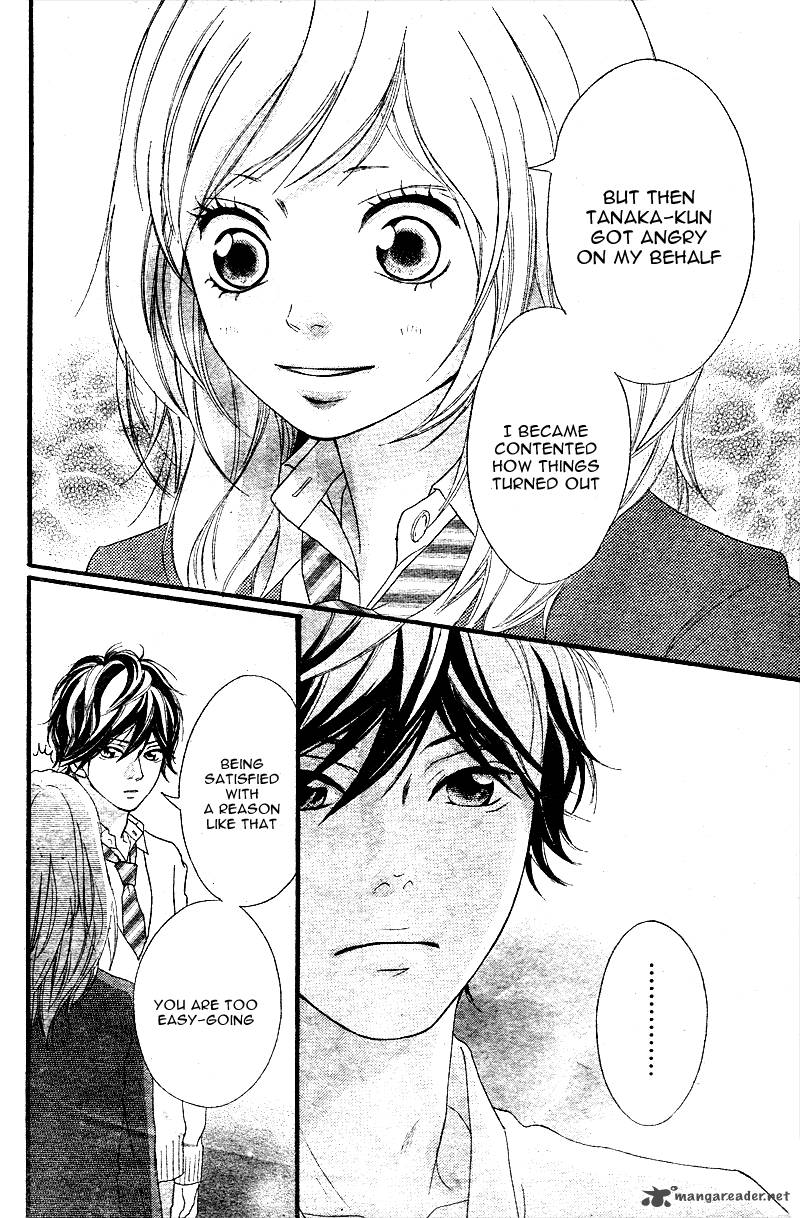 BUT THEN
TANAKA-KUN
GOT ANGRY
ON MY BEHALF
I BECAME
CONTENTED
HOW THINGS
TURNED OUT
..........
BEING
SATISFIED
WITH
A REASON
LIKE THAT
YOU ARE TOO
EASY-GOING
mangareader.net